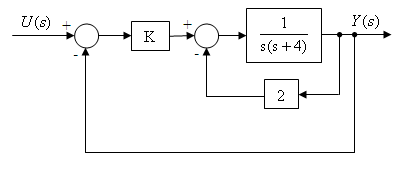 U(s)
+
-
K
+
-
1
s(s+4)
Y(s)
2